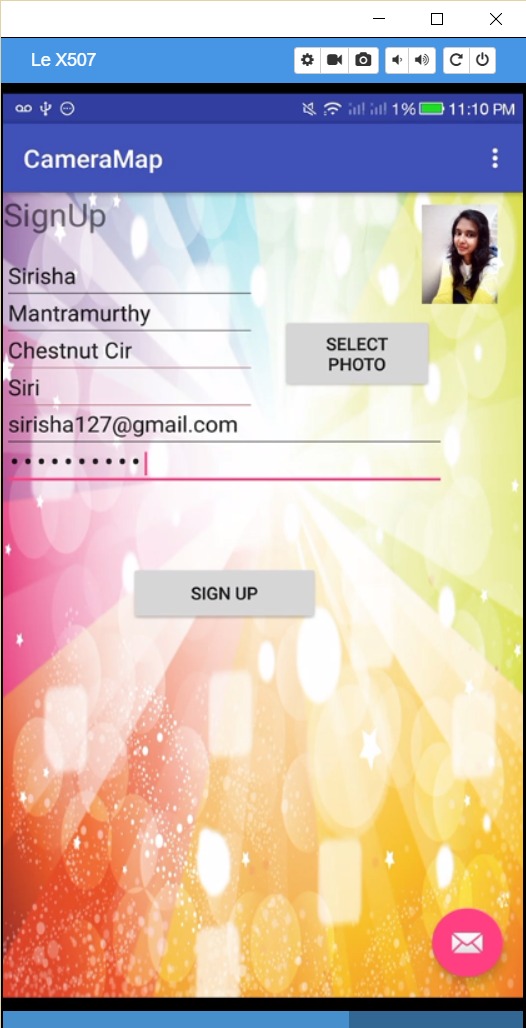 Le X507
1% 11:10 PM
CameraMap
SignUp
Sirisha
Mantramurthy
Chestnut Cir
SELECT
PHOTO
Siri
sirisha127@gmail.com
••••••••••
SIGN UP